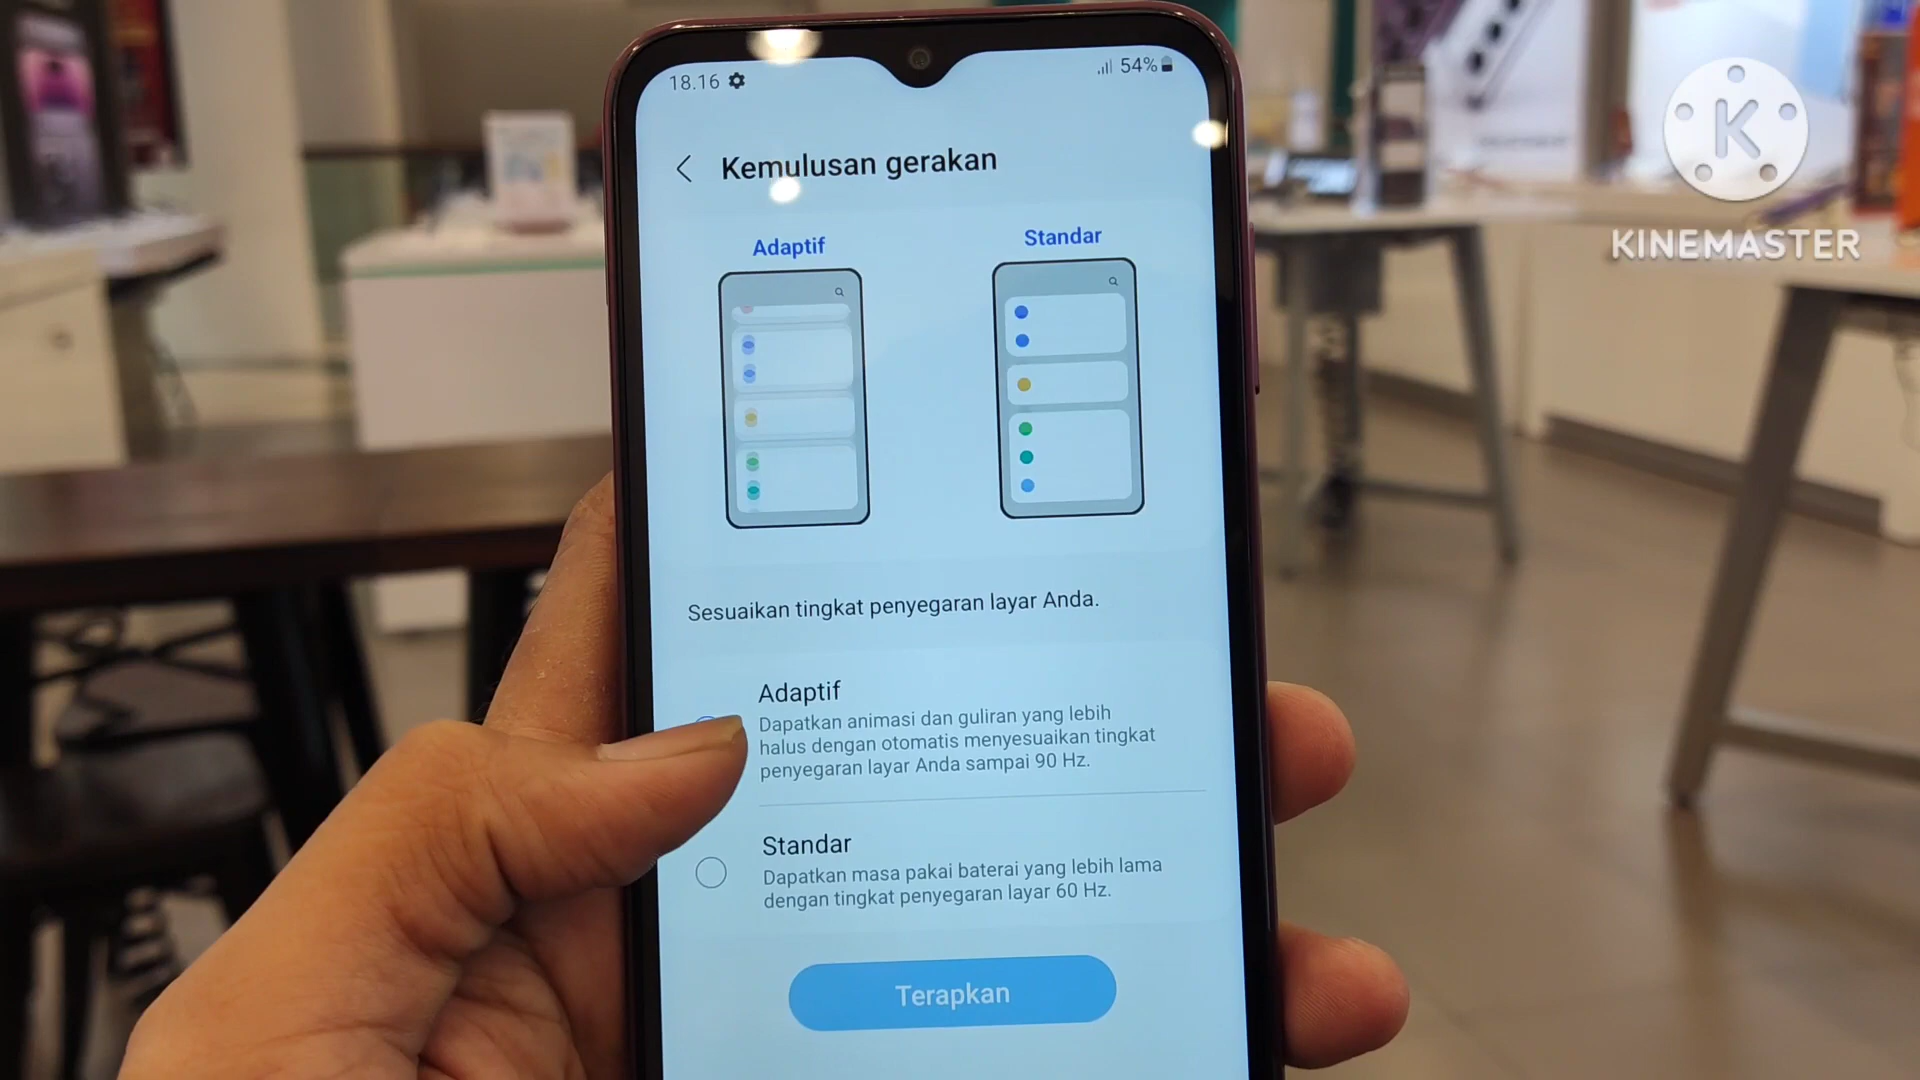 18.16
54%
Kemulusan gerakan
Adaptif
Standar
Sesuaikan tingkat penyegaran layar Anda.
Adaptif
Dapatkan animasi dan guliran yang lebih
halus dengan otomatis menyesuaikan tingkat
penyegaran layar Anda sampai 90 Hz.
Standar
Dapatkan masa pakai baterai yang lebih lama
dengan tingkat penyegaran layar 60 Hz.
Terapkan
K
KINEMASTER